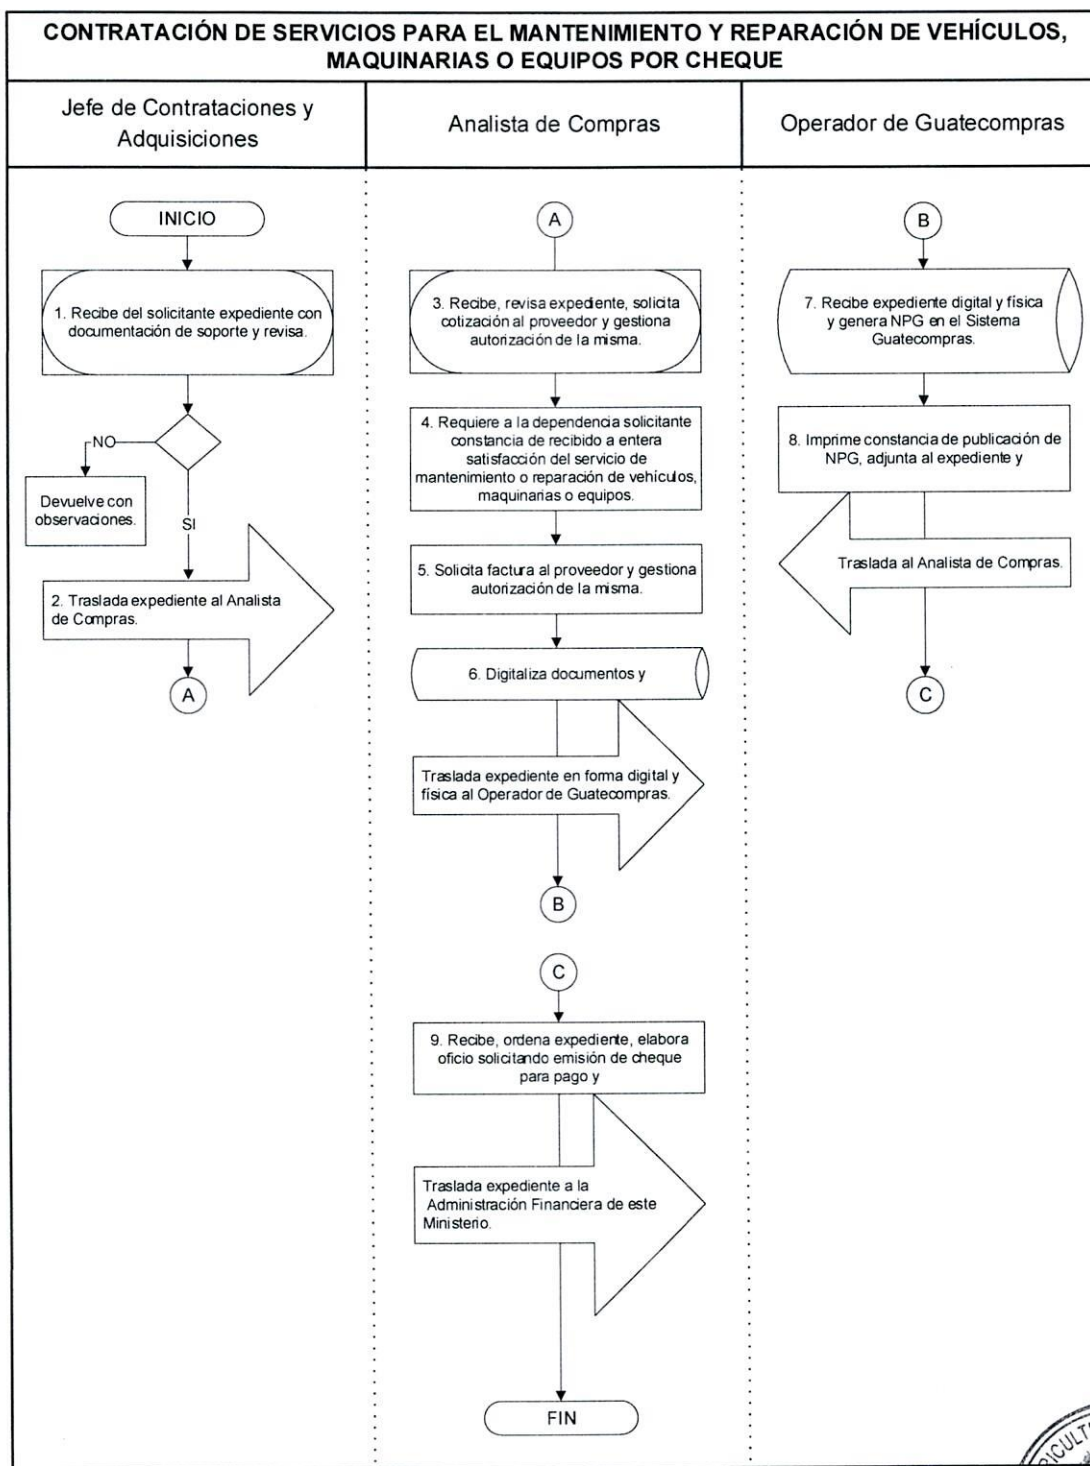 CONTRATACIÓN DE SERVICIOS PARA EL MANTENIMIENTO Y REPARACIÓN DE VEHÍCULOS,
MAQUINARIAS O EQUIPOS POR CHEQUE
Jefe de Contrataciones y
Adquisiciones
Analista de Compras
Operador de Guatecompras
INICIO
1. Recibe del solicitante expediente con
documentación de soporte y revisa.
NO
Devuelve con
observaciones.
SI
2. Traslada expediente al Analista
de Compras.
A
A
3. Recibe, revisa expediente, solicita
cotización al proveedor y gestiona
autorización de la misma.
4. Requiere a la dependencia solicitante
constancia de recibido a entera
satisfacción del servicio de
mantenimiento o reparación de vehículos,
maquinarias o equipos.
5. Solicita factura al proveedor y gestiona
autorización de la misma.
6. Digitaliza documentos y
Traslada expediente en forma digital y
física al Operador de Guatecompras.
B
C
9. Recibe, ordena expediente, elabora
oficio solicitando emisión de cheque
para pago y
Traslada expediente a la
Administración Financiera de este
Ministerio.
FIN
B
7. Recibe expediente digital y física
y genera NPG en el Sistema
Guatecompras.
8. Imprime constancia de publicación de
NPG, adjunta al expediente y
Traslada al Analista de Compras.
C